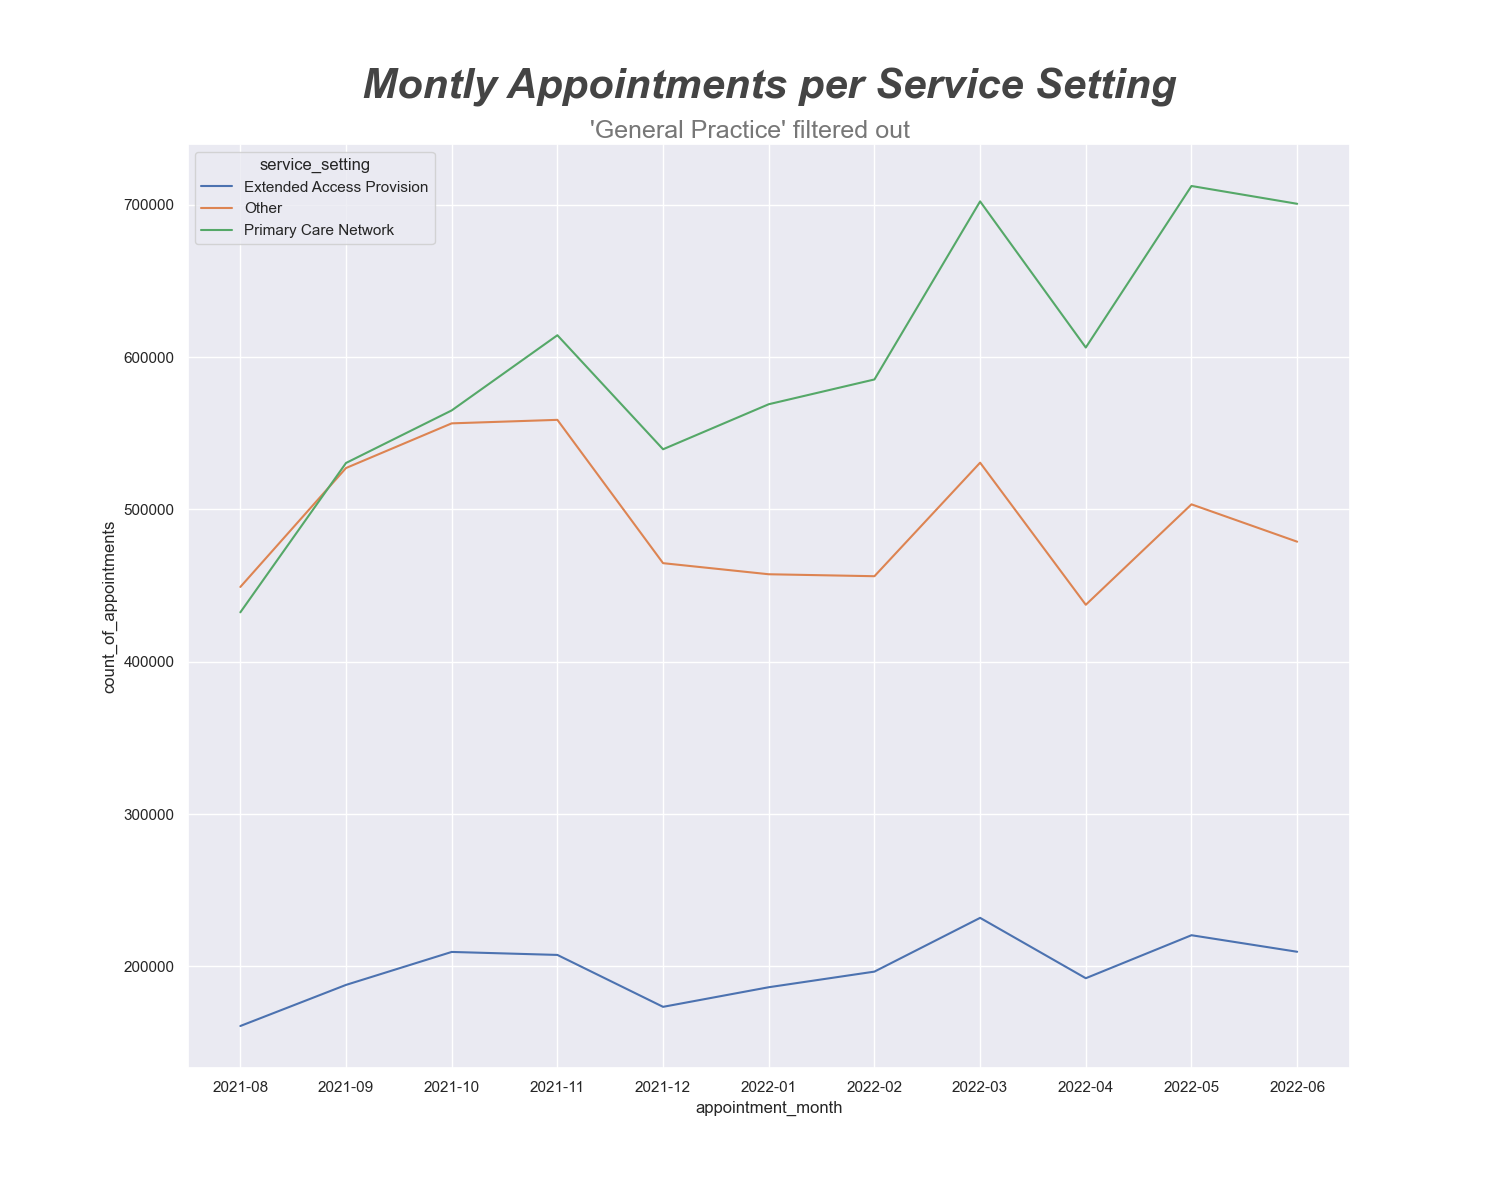 Montly Appointments per Service Setting
'General Practice' filtered out
service_setting
Extended Access Provision
Other
Primary Care Network
700000
600000
500000
400000
300000
200000
count_of_appointments
2021-08 2021-09 2021-10 2021-11 2021-12 2022-01 2022-02 2022-03 2022-04 2022-05 2022-06
appointment_month